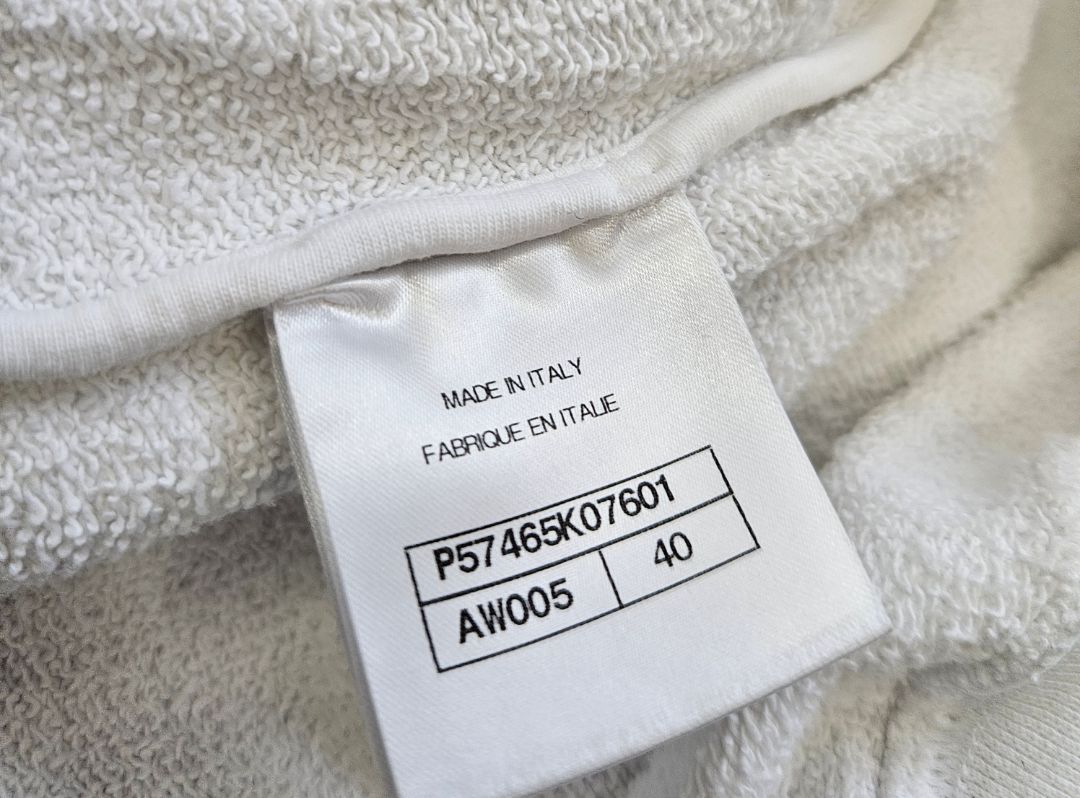 MADE IN ITALY
FABRIQUE EN ITALIE
P57465K07601
AW005 40